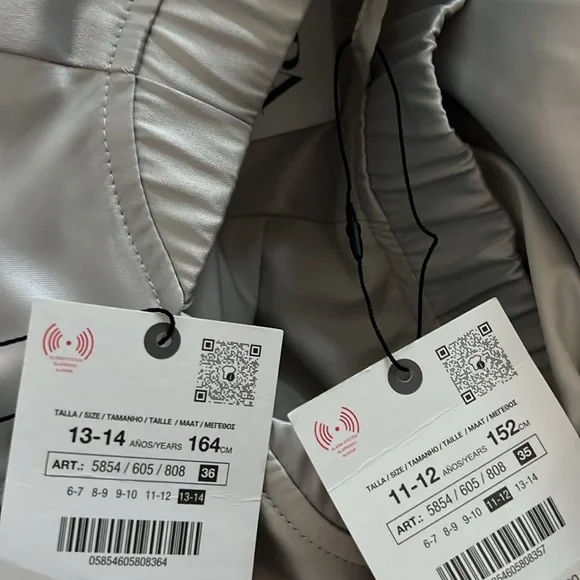 TALLA / SIZE / TAMANHO / TAILLE / MAAT / ΜΕΓΕΘΟΣ
13-14 AÑOS/YEARS 164CM
ART.: 5854 / 605 / 808 36
6-7 8-9 9-10 11-12 13-14
05854605808364
TALLA / SIZE / TAMANHO / TAILLE / MAAT / ΜΕΓΕΘΟΣ
11-12 AÑOS/YEARS 152CM
ART.: 5854 / 605 / 808 35
6-7 8-9 9-10 11-12 13-14
05854605808357